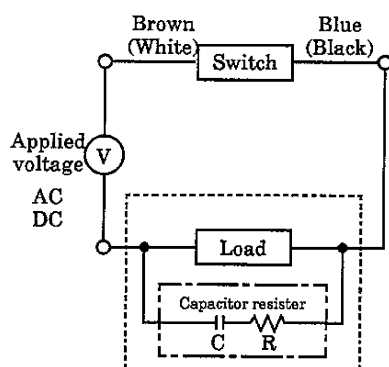 Brown
(White)
Blue
(Black)
Switch
Applied
voltage
V
AC
DC
Load
Capacitor resister
C
R